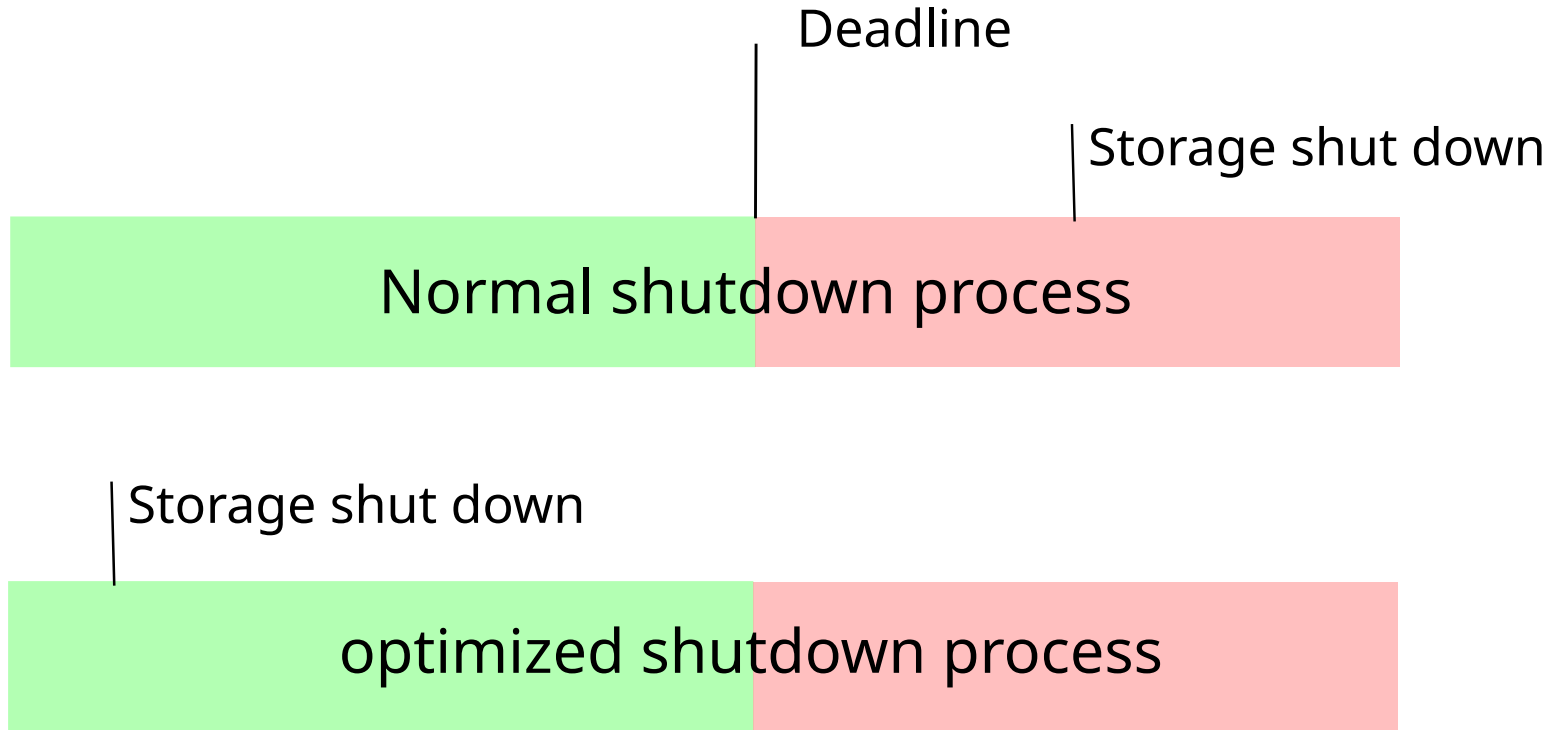 Deadline
Storage shut down
Normal shutdown process
Storage shut down
optimized shutdown process